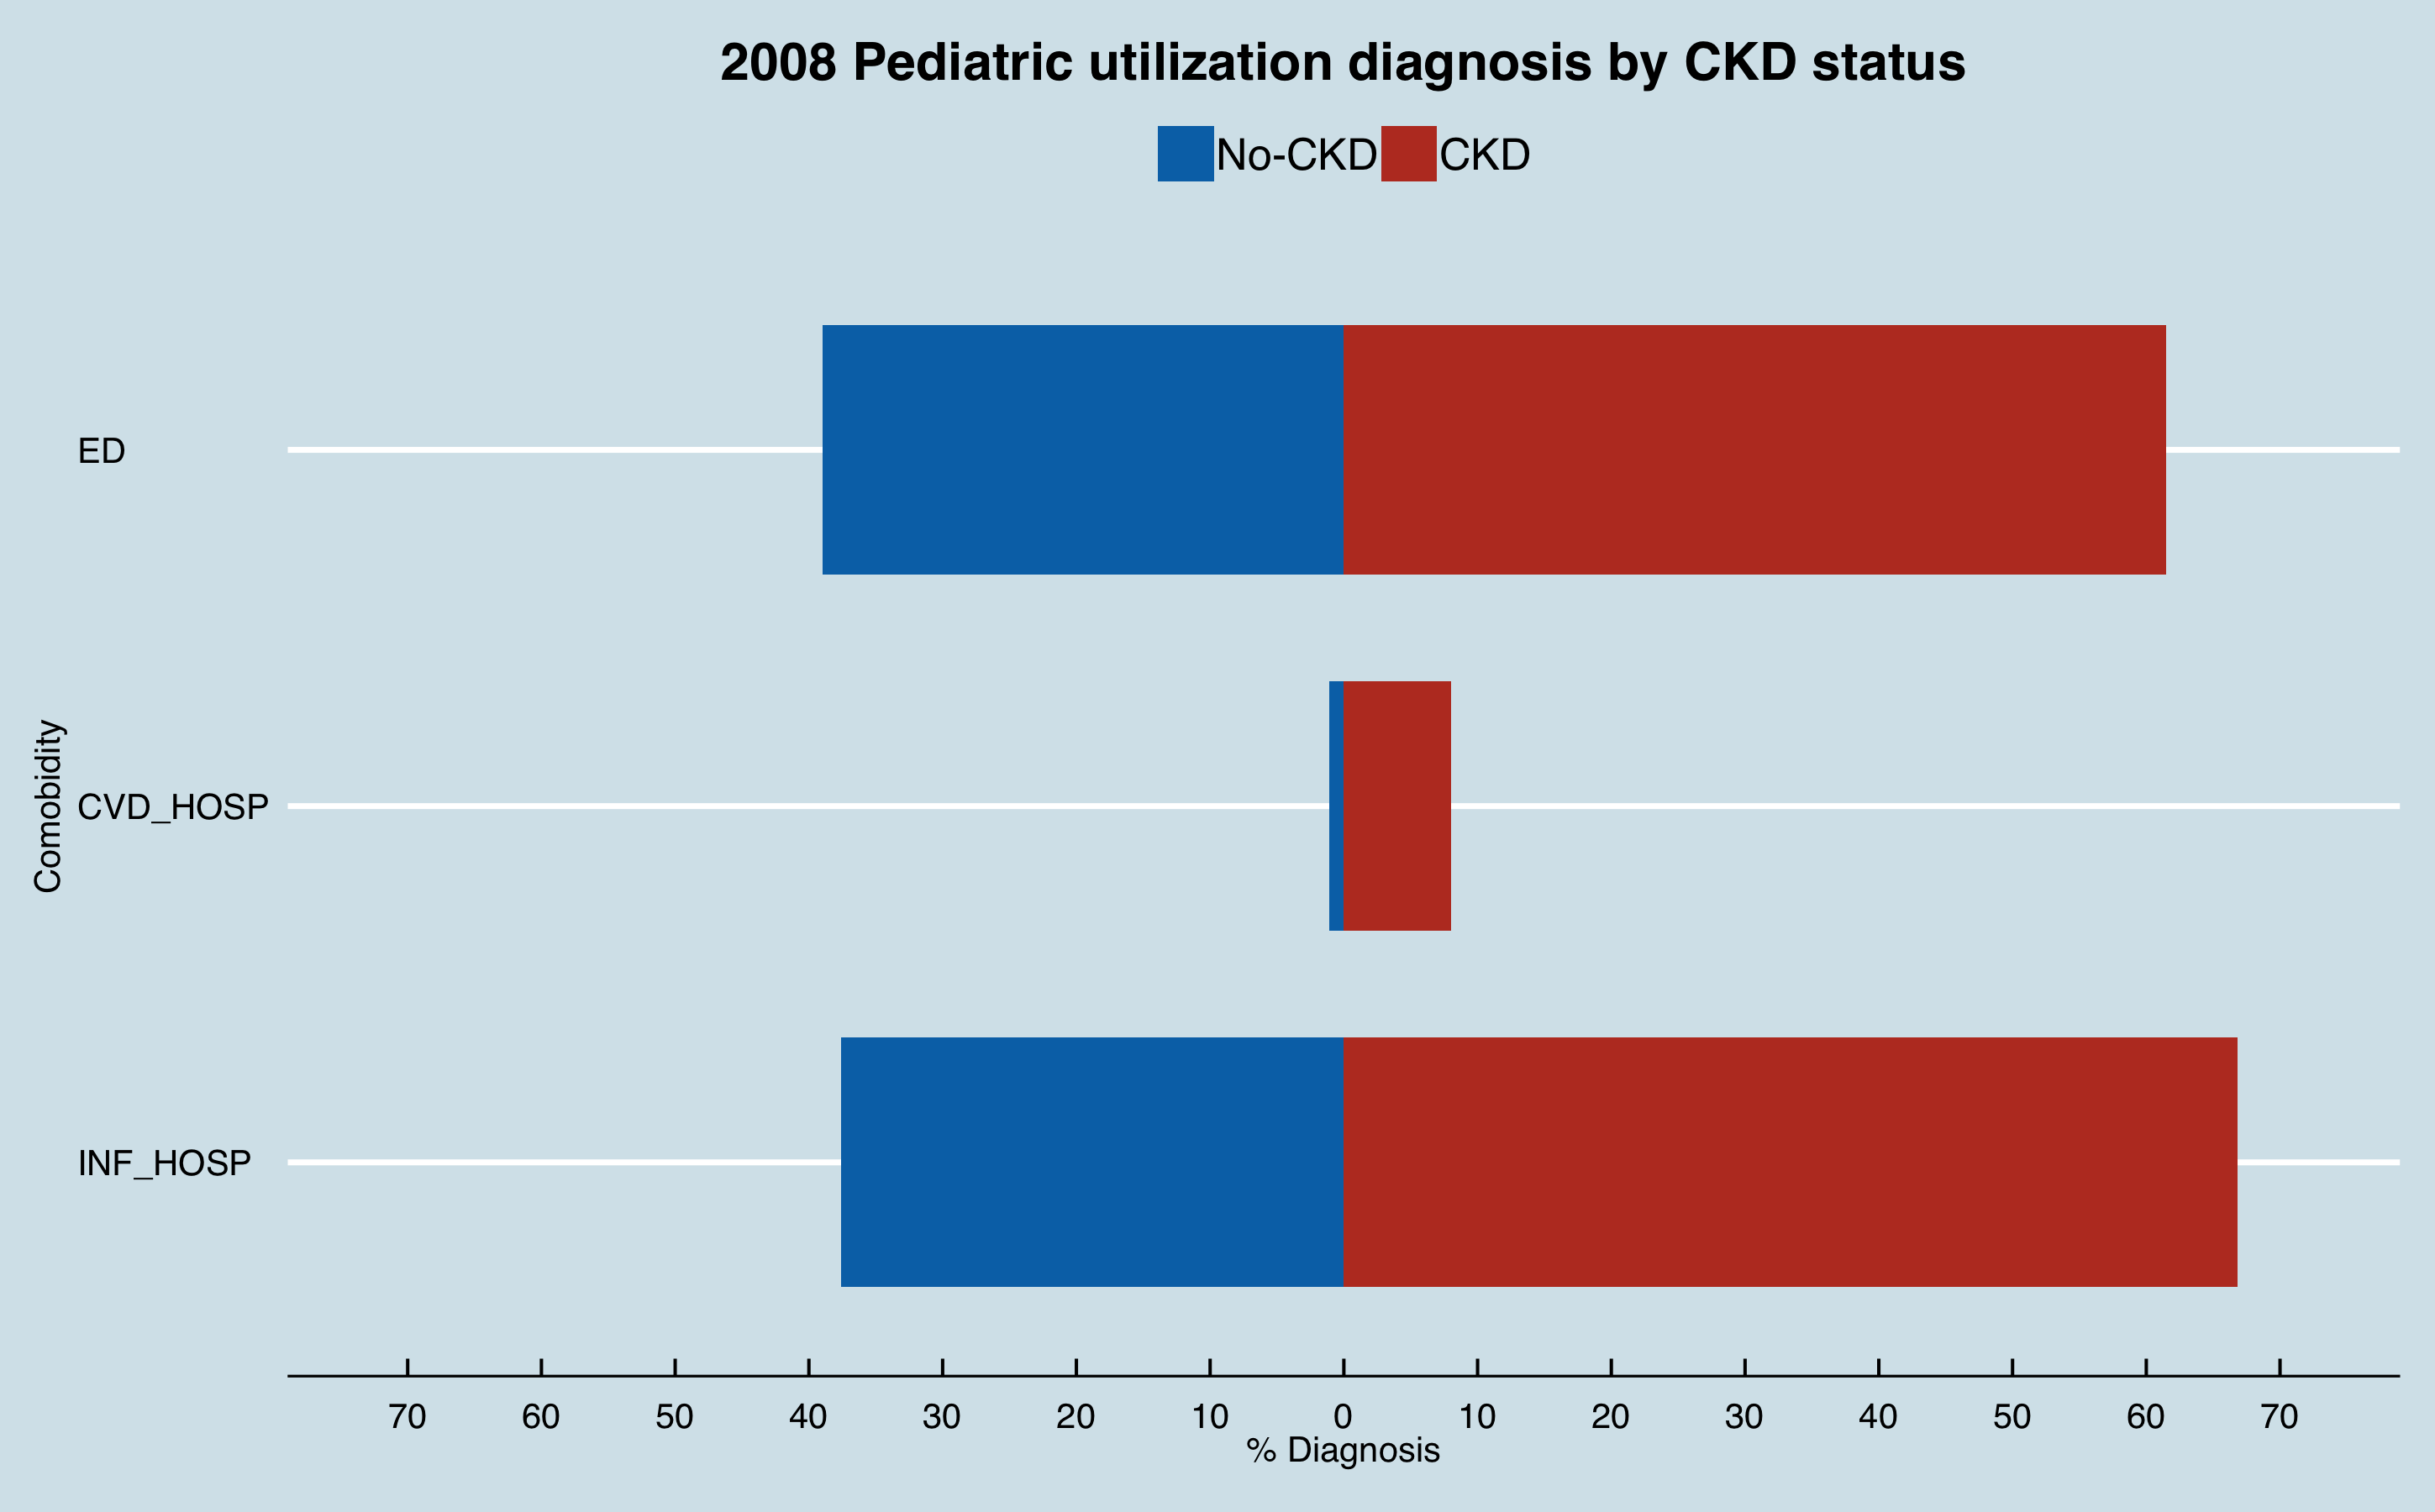 2008 Pediatric utilization diagnosis by CKD status
No-CKD CKD
ED
Comobidity
CVD_HOSP
INF_HOSP
70 60 50 40 30 20 10 0 10 20 30 40 50 60 70
% Diagnosis